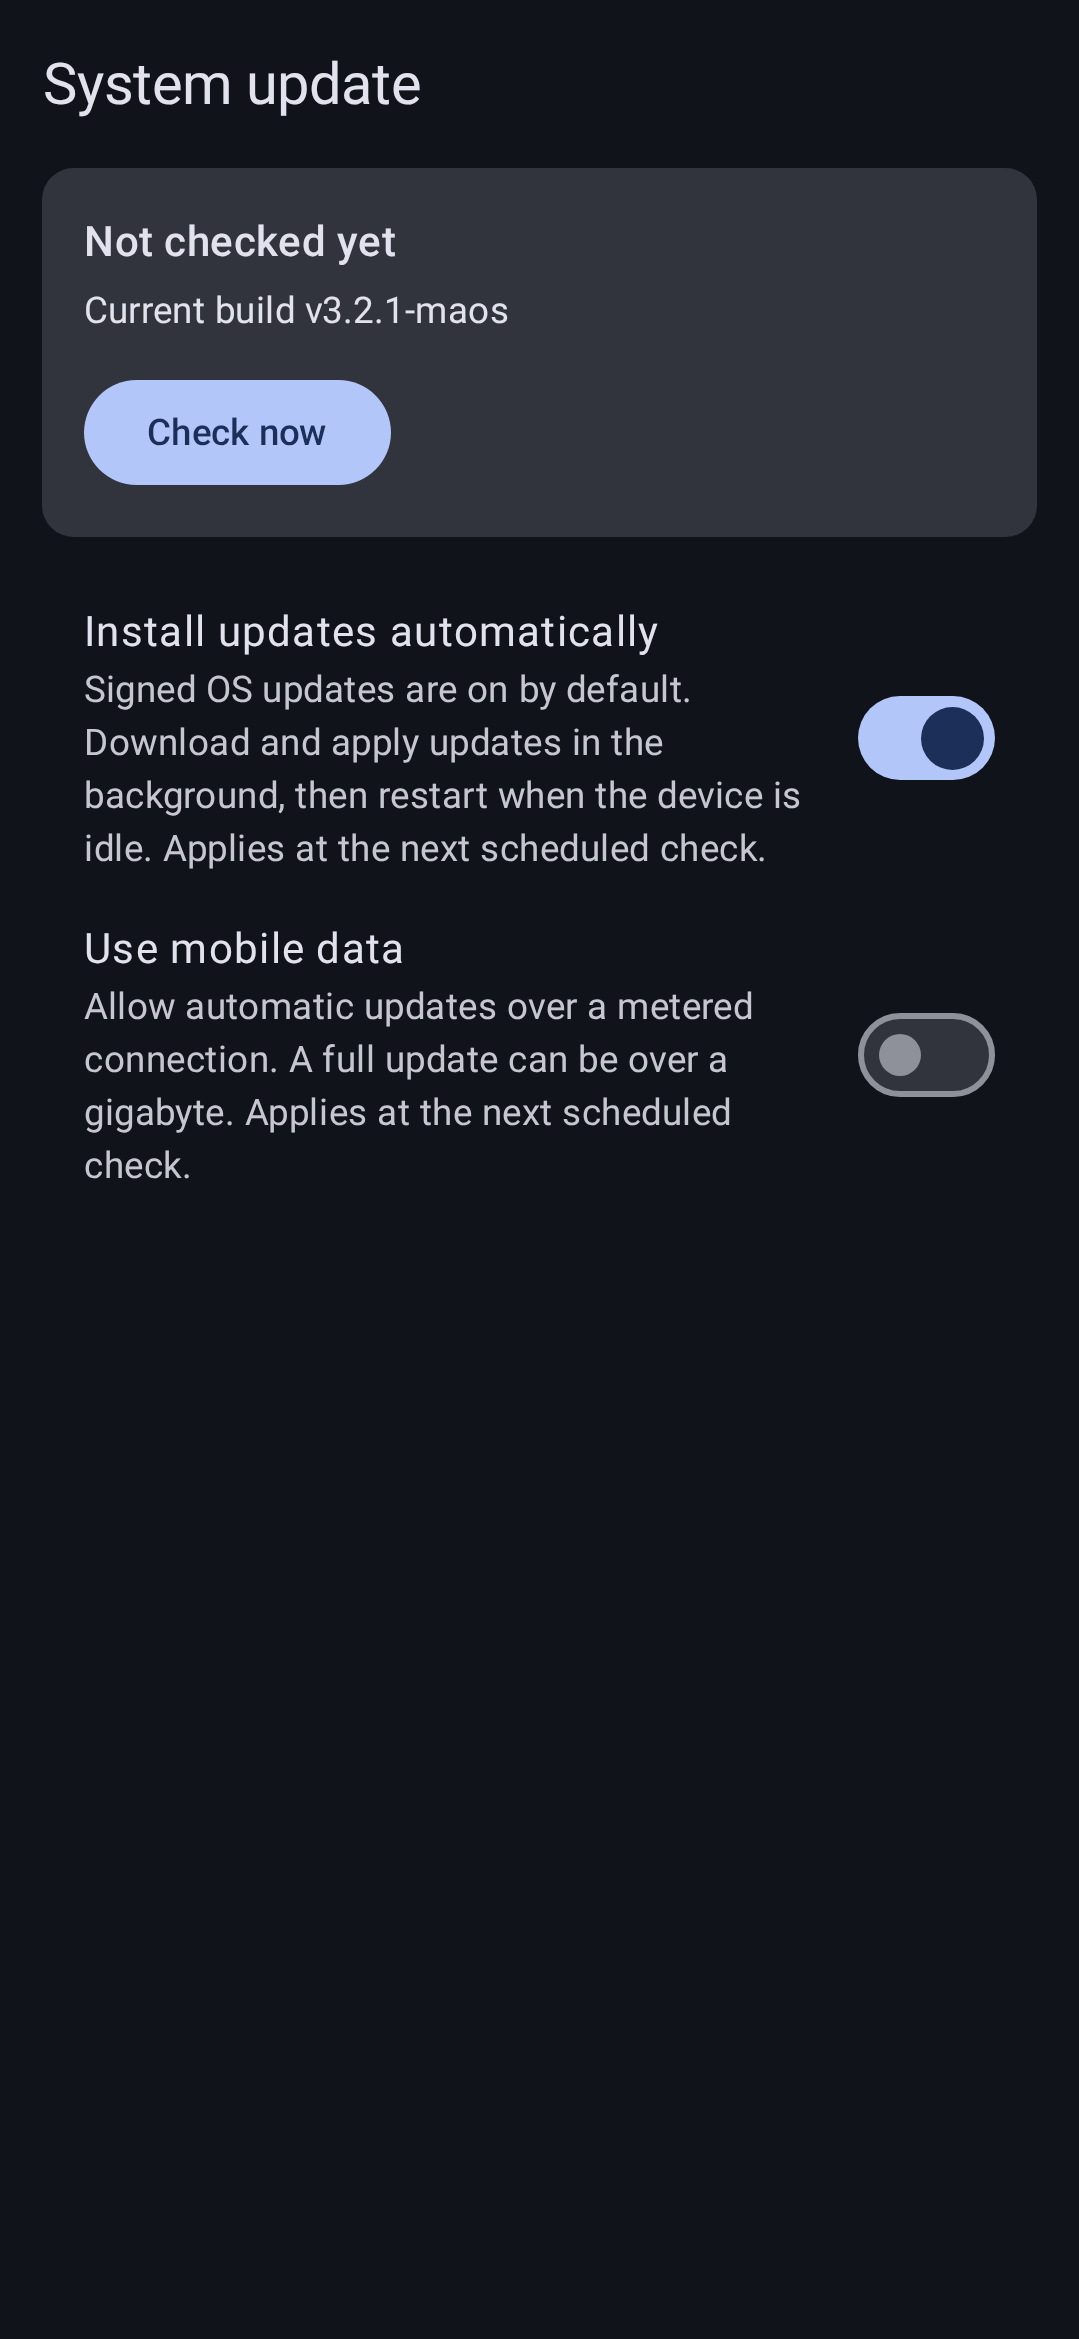 System update
Not checked yet
Current build v3.2.1-maos
Check now
Install updates automatically
Signed OS updates are on by default.
Download and apply updates in the
background, then restart when the device is
idle. Applies at the next scheduled check.
Use mobile data
Allow automatic updates over a metered
connection. A full update can be over a
gigabyte. Applies at the next scheduled
check.